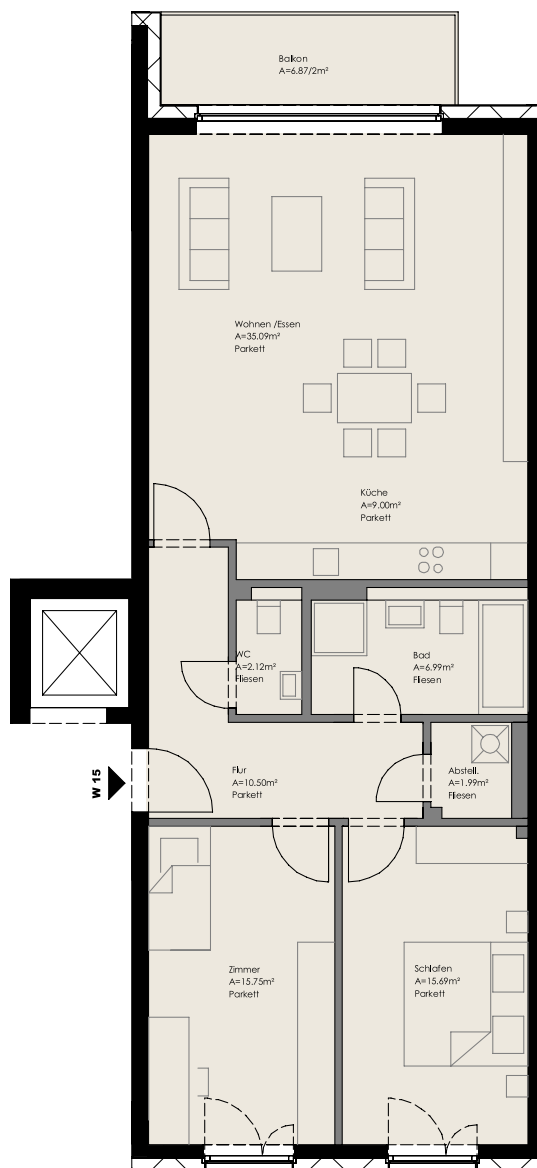 Balkon
A=6.87/2m²
Wohnen /Essen
A=35.09m²
Parkett
Küche
A=9.00m²
Parkett
WC
A=2.12m²
Fliesen
Bad
A=6.99m²
Fliesen
W 15
Flur
A=10.50m²
Parkett
Abstell.
A=1.99m²
Fliesen
Zimmer
A=15.75m²
Parkett
Schlafen
A=15.69m²
Parkett